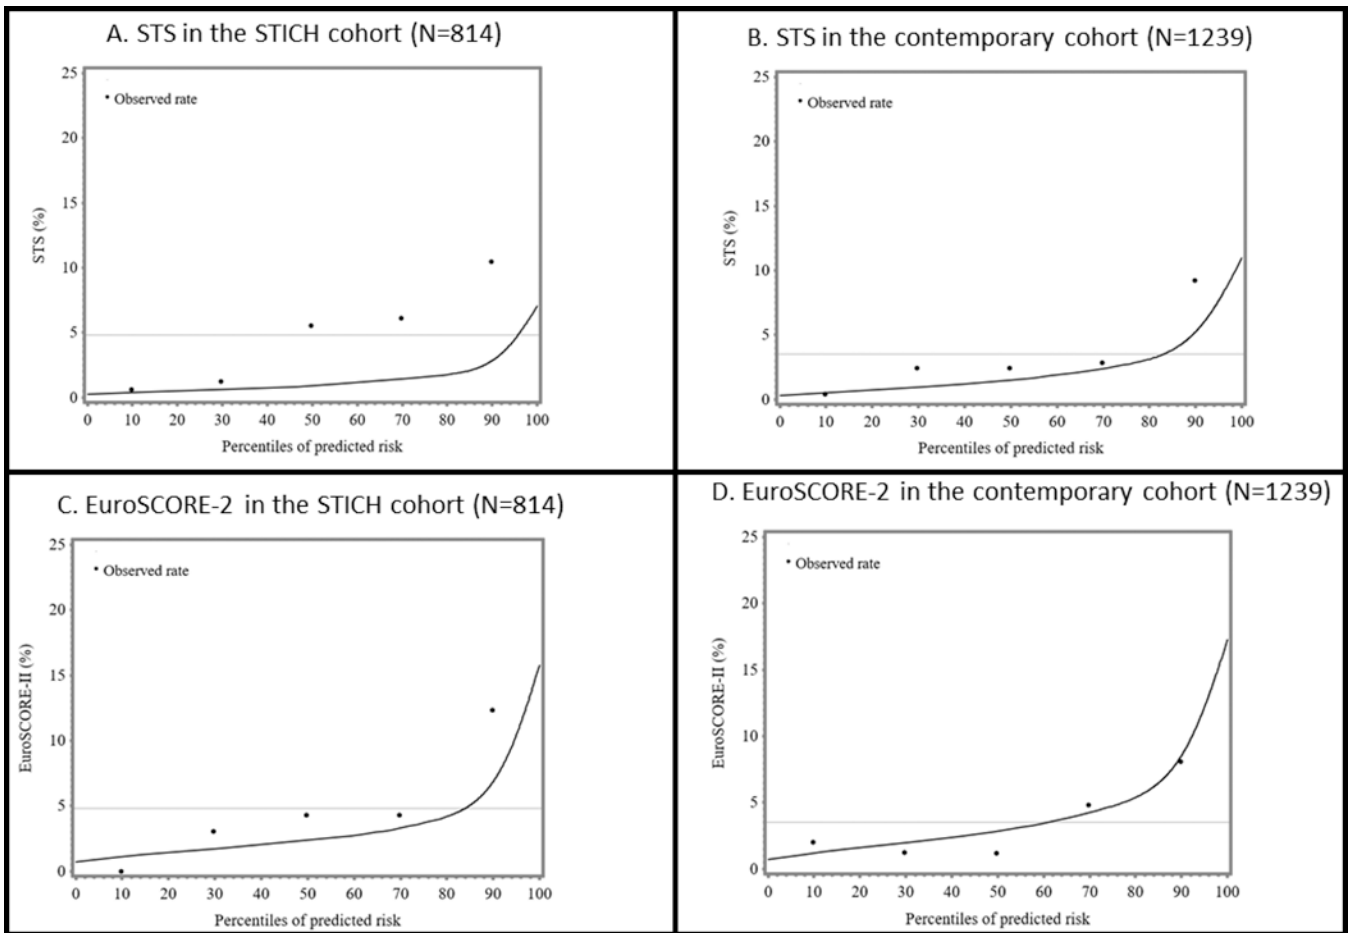 A. STS in the STICH cohort (N=814)
25
• Observed rate
20
15
STS (%)
10
5
0
0 10 20 30 40 50 60 70 80 90 100
Percentiles of predicted risk
B. STS in the contemporary cohort (N=1239)
25
• Observed rate
20
15
STS (%)
10
5
0
0 10 20 30 40 50 60 70 80 90 100
Percentiles of predicted risk
C. EuroSCORE-2 in the STICH cohort (N=814)
25
• Observed rate
20
15
EuroSCORE-II (%)
10
5
0
0 10 20 30 40 50 60 70 80 90 100
Percentiles of predicted risk
D. EuroSCORE-2 in the contemporary cohort (N=1239)
25
• Observed rate
20
15
EuroSCORE-II (%)
10
5
0
0 10 20 30 40 50 60 70 80 90 100
Percentiles of predicted risk